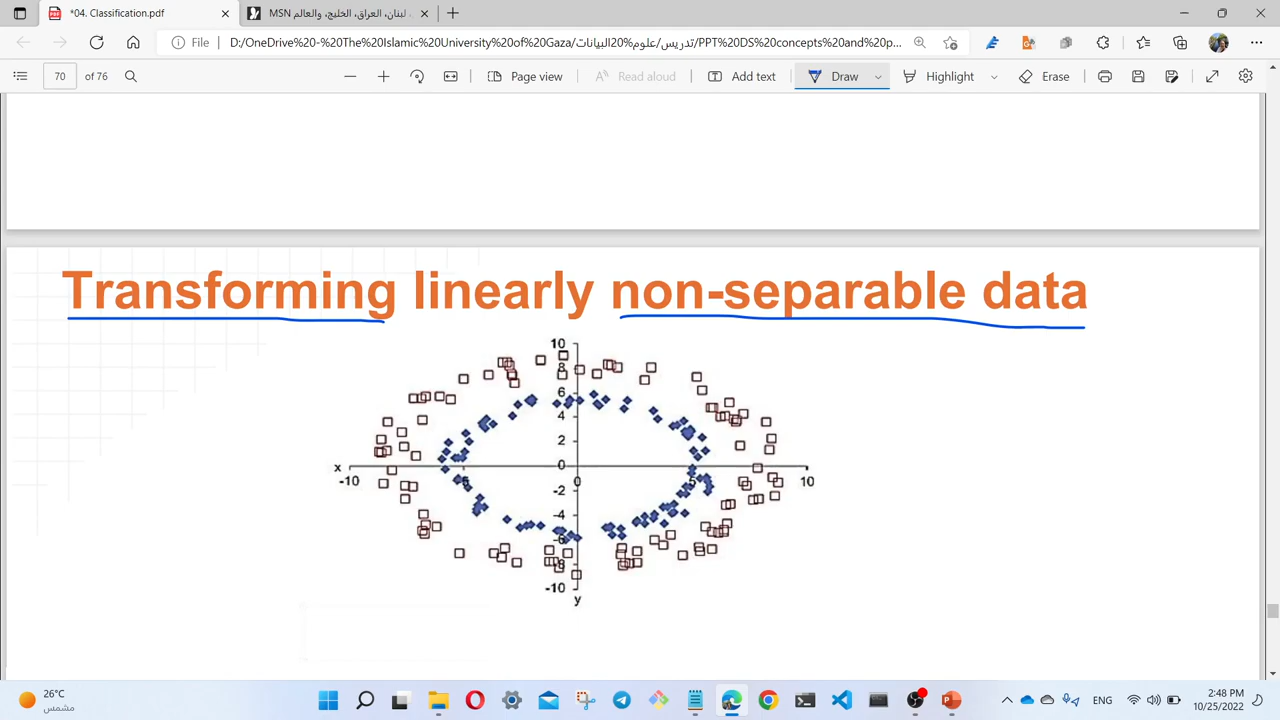 *04. Classification.pdf
MSN لبنان، العراق، الخليج، والعالم
File
D:/OneDrive%20-%20The%20Islamic%20University%20of%20Gaza/تدريس/علوم%20البيانات/PPT%20DS%20concepts%20and%20p...
70 of 76
Page view
Read aloud
Add text
Draw
Highlight
Erase
Transforming linearly non-separable data
10
8
6
4
2
x
0
-10
-5
0
5
10
-2
-4
-6
-8
-10
y
26°C
مشمس
ENG
2:48 PM
10/25/2022